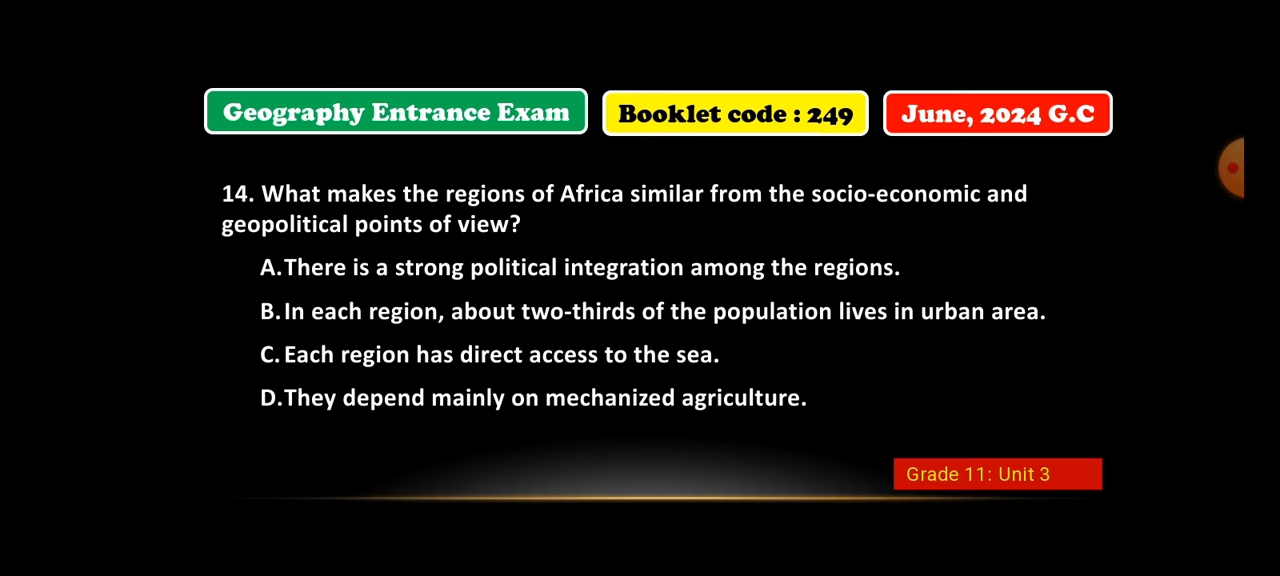 Geography Entrance Exam
Booklet code : 249
June, 2024 G.C
14. What makes the regions of Africa similar from the socio-economic and
geopolitical points of view?
A.There is a strong political integration among the regions.
B.In each region, about two-thirds of the population lives in urban area.
C.Each region has direct access to the sea.
D.They depend mainly on mechanized agriculture.
Grade 11: Unit 3